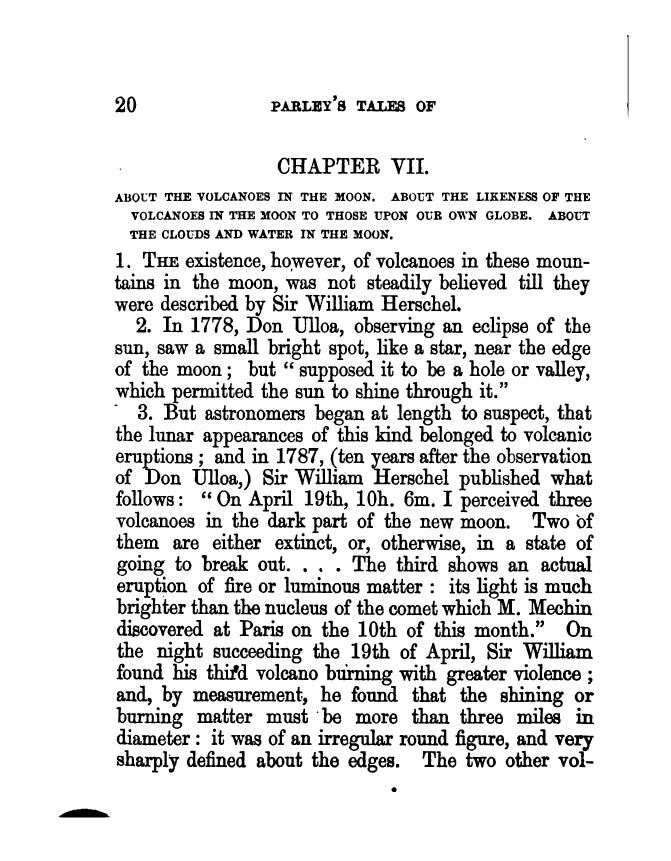 20 PARLEY'S TALES OF
CHAPTER VII.
ABOUT THE VOLCANOES IN THE MOON. ABOUT THE LIKENESS OF THE
VOLCANOES IN THE MOON TO THOSE UPON OUR OWN GLOBE. ABOUT
THE CLOUDS AND WATER IN THE MOON.
1. THE existence, however, of volcanoes in these moun-
tains in the moon, was not steadily believed till they
were described by Sir William Herschel.
2. In 1778, Don Ulloa, observing an eclipse of the
sun, saw a small bright spot, like a star, near the edge
of the moon; but "supposed it to be a hole or valley,
which permitted the sun to shine through it."
3. But astronomers began at length to suspect, that
the lunar appearances of this kind belonged to volcanic
eruptions; and in 1787, (ten years after the observation
of Don Ulloa,) Sir William Herschel published what
follows: "On April 19th, 10h. 6m. I perceived three
volcanoes in the dark part of the new moon. Two of
them are either extinct, or, otherwise, in a state of
going to break out. . . . The third shows an actual
eruption of fire or luminous matter: its light is much
brighter than the nucleus of the comet which M. Mechin
discovered at Paris on the 10th of this month." On
the night succeeding the 19th of April, Sir William
found his third volcano burning with greater violence;
and, by measurement, he found that the shining or
burning matter must be more than three miles in
diameter: it was of an irregular round figure, and very
sharply defined about the edges. The two other vol-